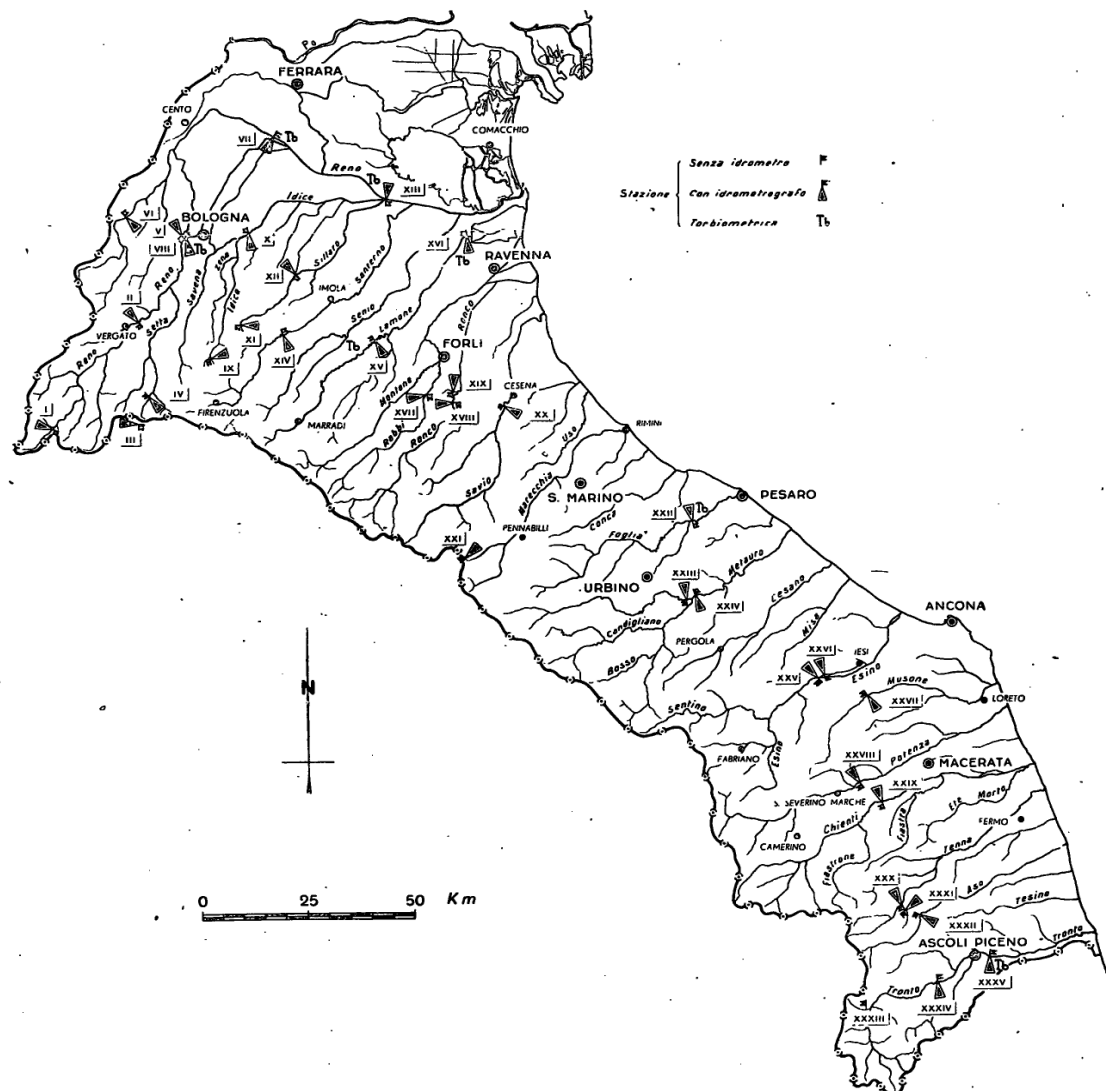 Po
FERRARA
CENTO
COMACCHIO
VII
Tb
Reno
Tb
XIII
Stazione
Senza idrometro
Con idrometrografo
Torbiometrica
Tb
Idice
VI
V
BOLOGNA
VIII
Tb
X
XVI
Tb
RAVENNA
XII
Sillaro
Santerno
IMOLA
Reno
Savena
Zena
Idice
II
VERGATO
Setta
Reno
XI
IX
XIV
Senio
Lamone
Tb
XV
Ronco
FORLI
Montone
XIX
CESENA
I
IV
III
FIRENZUOLA
MARRADI
XVII
Rabbi
Ronco
XVIII
XX
Uso
RIMINI
Savio
Marecchia
S. MARINO
PESARO
XXI
PENNABILLI
Conca
Foglia
XXII
Tb
URBINO
XXIII
Metauro
XXIV
Cesano
Candigliano
PERGOLA
Bosso
Misa
ANCONA
XXVI
IESI
XXV
Esino
Musone
XXVII
LORETO
N
Sentino
FABRIANO
Esino
XXVIII
Potenza
MACERATA
XXIX
S. SEVERINO MARCHE
Ete Morto
Chienti
Fiastra
FERMO
CAMERINO
Tenna
Fiastrone
0 25 50 Km
XXX
XXXI
Aso
Tesino
XXXII
ASCOLI PICENO
Tronto
Tb
XXXV
Tronto
XXXIV
XXXIII